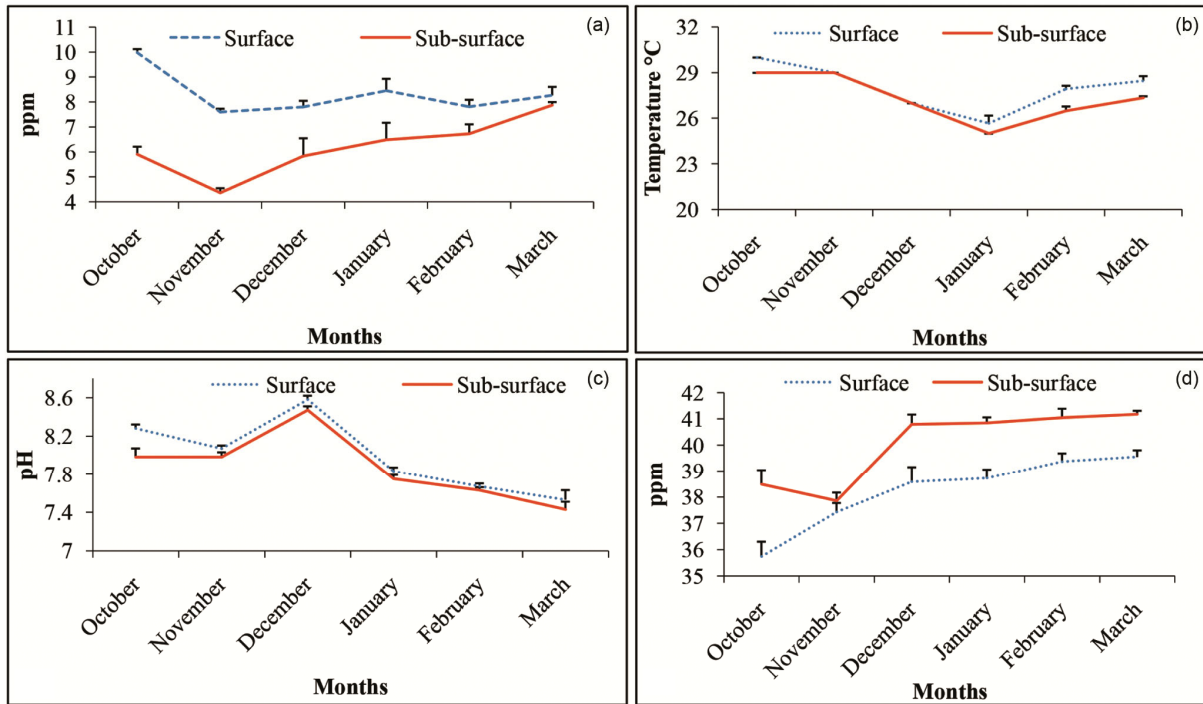 (a)
Surface
Sub-surface
11
10
9
8
7
6
5
4
ppm
October
November
December
January
February
March
Months
(b)
Surface
Sub-surface
32
29
26
23
20
Temperature °C
October
November
December
January
February
March
Months
(c)
Surface
Sub-surface
8.6
8.2
7.8
7.4
7
pH
October
November
December
January
February
March
Months
(d)
Surface
Sub-surface
42
41
40
39
38
37
36
35
ppm
October
November
December
January
February
March
Months